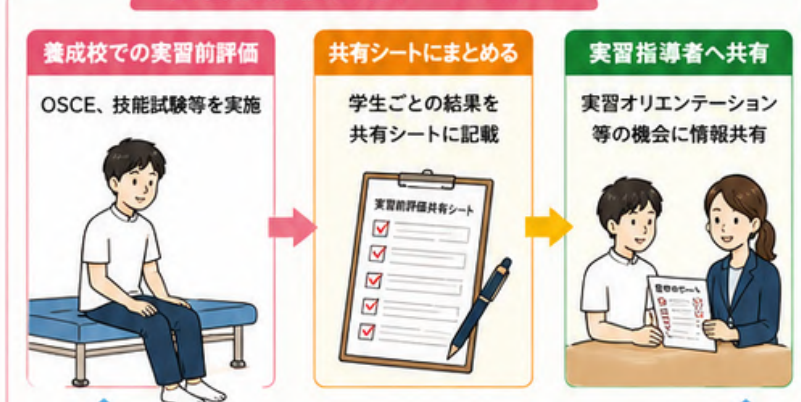 養成校での実習前評価
OSCE、技能試験等を実施
共有シートにまとめる
学生ごとの結果を
共有シートに記載
実習前評価共有シート
実習指導者へ共有
実習オリエンテーション
等の機会に情報共有